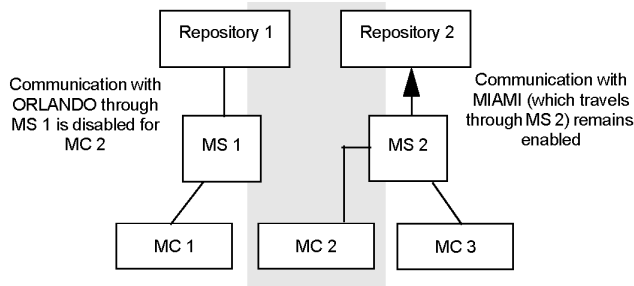 Repository 1
Repository 2
Communication with
ORLANDO through
MS 1 is disabled for
MC 2
Communication with
MIAMI (which travels
through MS 2) remains
enabled
MS 1
MS 2
MC 1
MC 2
MC 3